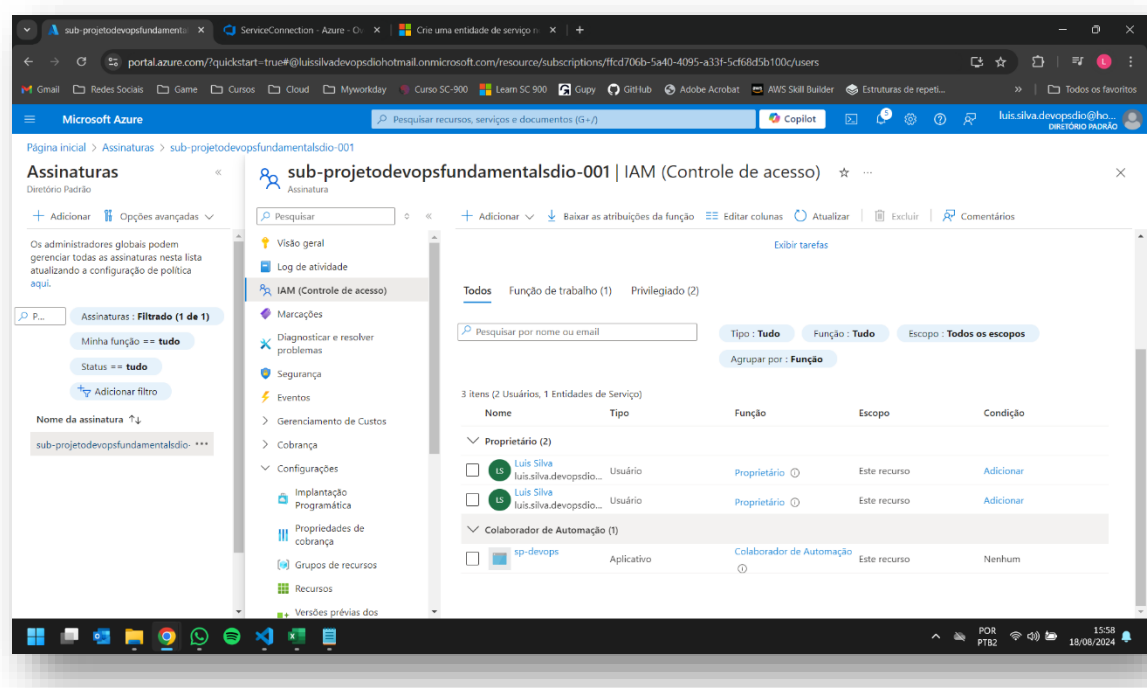 sub-projetodevopsfundamental
ServiceConnection - Azure - Ov
Crie uma entidade de serviço n
portal.azure.com/?quickstart=true#@luissilvadevopsdiohotmail.onmicrosoft.com/resource/subscriptions/ffcd706b-5a40-4095-a33f-5cf68d5b100c/users
Gmail Redes Sociais Game Cursos Cloud Myworkday Curso SC-900 Learn SC 900 Gupy GitHub Adobe Acrobat AWS Skill Builder Estruturas de repeti... » Todos os favoritos
Microsoft Azure
Pesquisar recursos, serviços e documentos (G+/)
Copilot
5
luis.silva.devopsdio@ho...
DIRETÓRIO PADRÃO
Página inicial > Assinaturas > sub-projetodevopsfundamentalsdio-001
Assinaturas
Diretório Padrão
Adicionar Opções avançadas
Os administradores globais podem
gerenciar todas as assinaturas nesta lista
atualizando a configuração de política
aqui.
P...
Assinaturas : Filtrado (1 de 1)
Minha função == tudo
Status == tudo
Adicionar filtro
Nome da assinatura ↑↓
sub-projetodevopsfundamentalsdio-
sub-projetodevopsfundamentalsdio-001 | IAM (Controle de acesso)
Assinatura
Pesquisar
Visão geral
Log de atividade
IAM (Controle de acesso)
Marcações
Diagnosticar e resolver
problemas
Segurança
Eventos
Gerenciamento de Custos
Cobrança
Configurações
Implantação
Programática
Propriedades de
cobrança
Grupos de recursos
Recursos
Versões prévias dos
Adicionar Baixar as atribuições da função Editar colunas Atualizar Excluir Comentários
Exibir tarefas
Todos Função de trabalho (1) Privilegiado (2)
Pesquisar por nome ou email
Tipo : Tudo Função : Tudo Escopo : Todos os escopos
Agrupar por : Função
3 itens (2 Usuários, 1 Entidades de Serviço)
Nome Tipo Função Escopo Condição
Proprietário (2)
LS Luis Silva
luis.silva.devopsdio... Usuário Proprietário Este recurso Adicionar
LS Luis Silva
luis.silva.devopsdio... Usuário Proprietário Este recurso Adicionar
Colaborador de Automação (1)
sp-devops Aplicativo Colaborador de Automação Este recurso Nenhum
POR
PTB2
15:58
18/08/2024